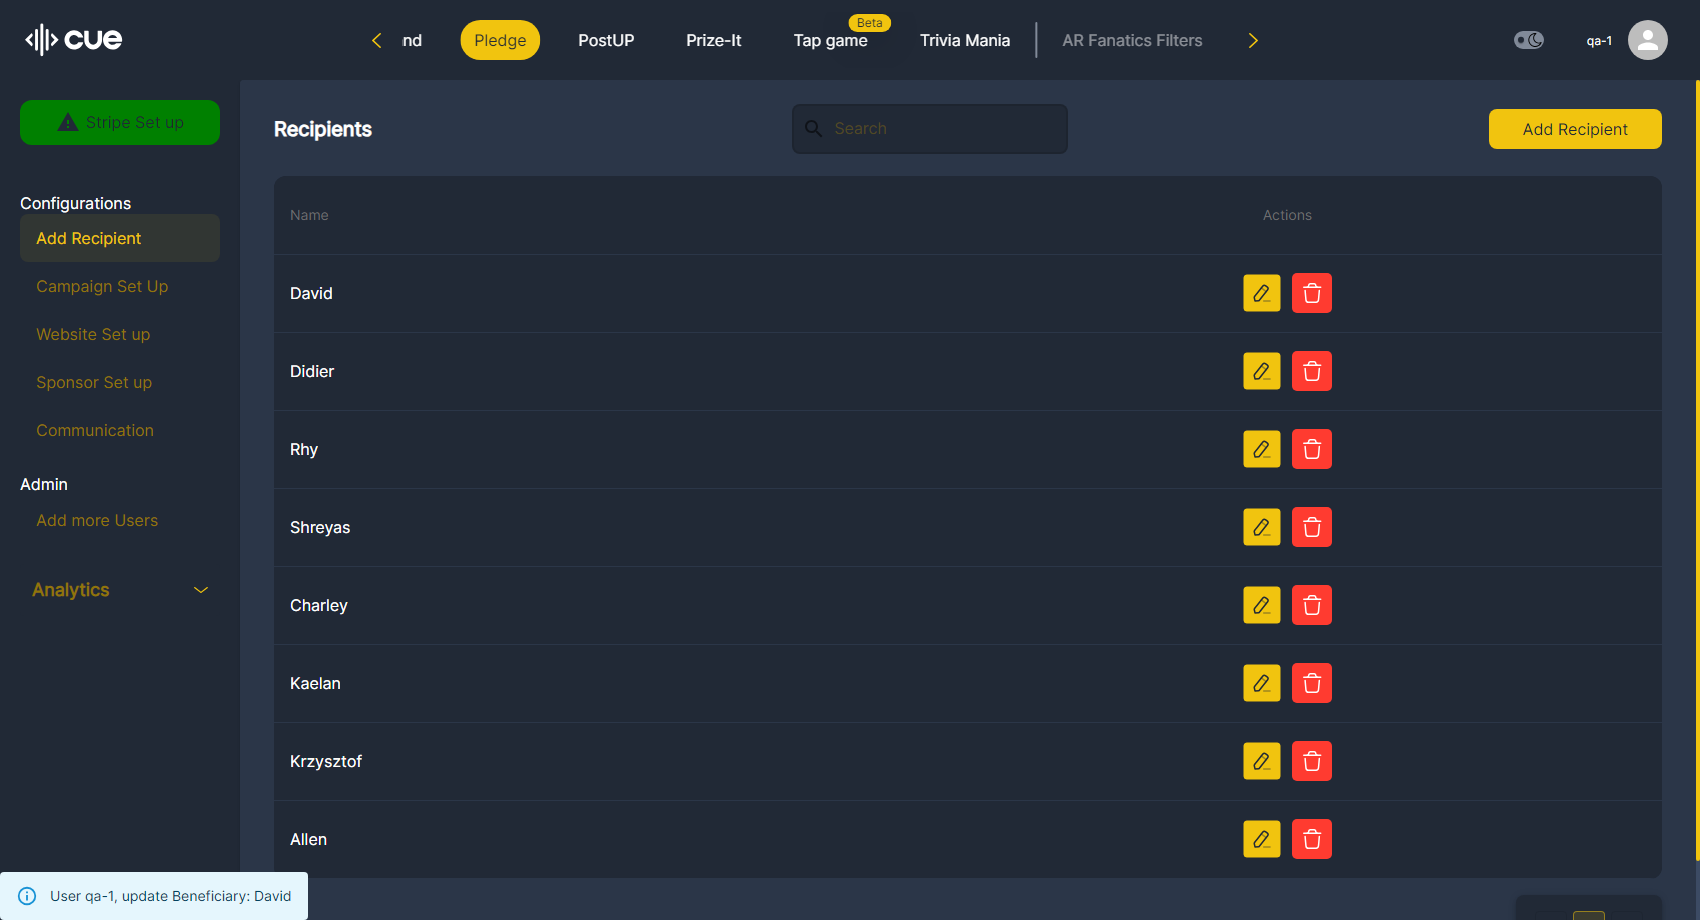 cue
nd
Pledge
PostUP
Prize-It
Beta
Tap game
Trivia Mania
AR Fanatics Filters
qa-1
Stripe Set up
Configurations
Add Recipient
Campaign Set Up
Website Set up
Sponsor Set up
Communication
Admin
Add more Users
Analytics
Recipients
Search
Add Recipient
Name Actions
David
Didier
Rhy
Shreyas
Charley
Kaelan
Krzysztof
Allen
User qa-1, update Beneficiary: David